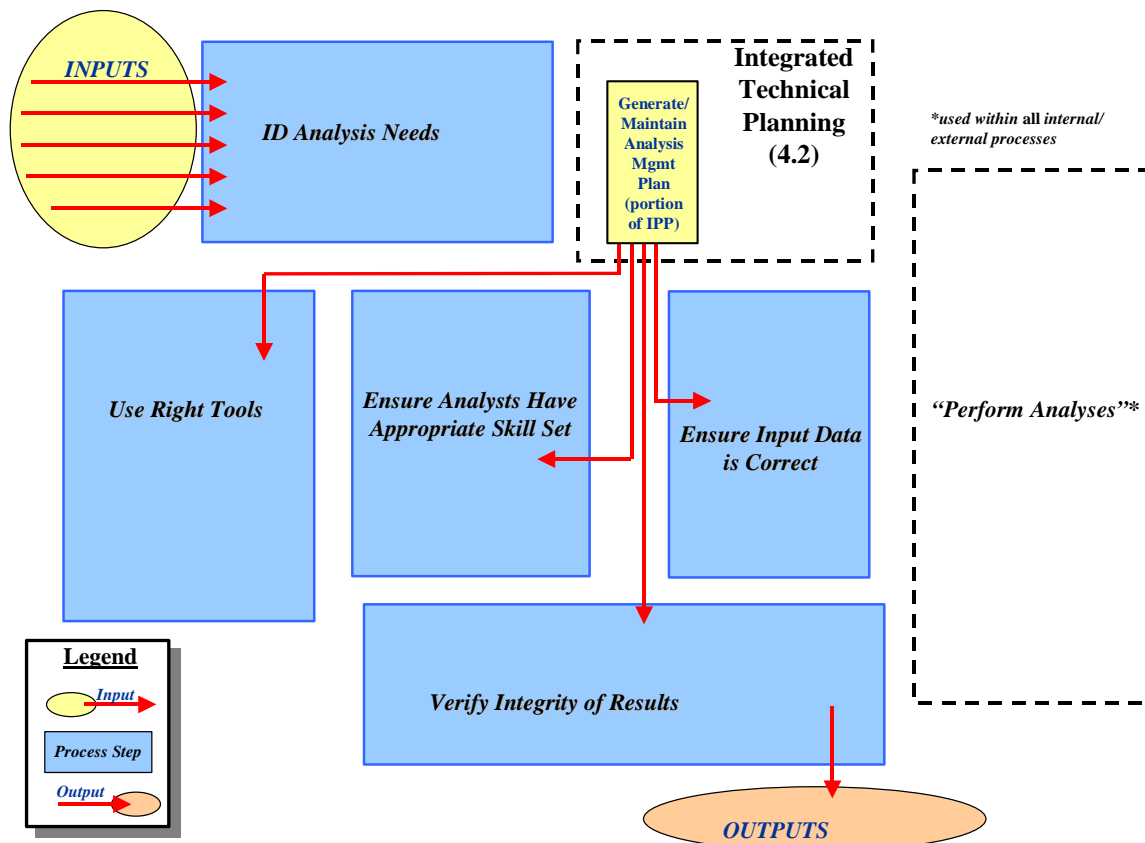 INPUTS
ID Analysis Needs
Generate/
Maintain
Analysis
Mgmt
Plan
(portion
of IPP)
Integrated
Technical
Planning
(4.2)
*used within all internal/
external processes
Use Right Tools
Ensure Analysts Have
Appropriate Skill Set
Ensure Input Data
is Correct
“Perform Analyses”*
Verify Integrity of Results
Legend
Input
Process Step
Output
OUTPUTS